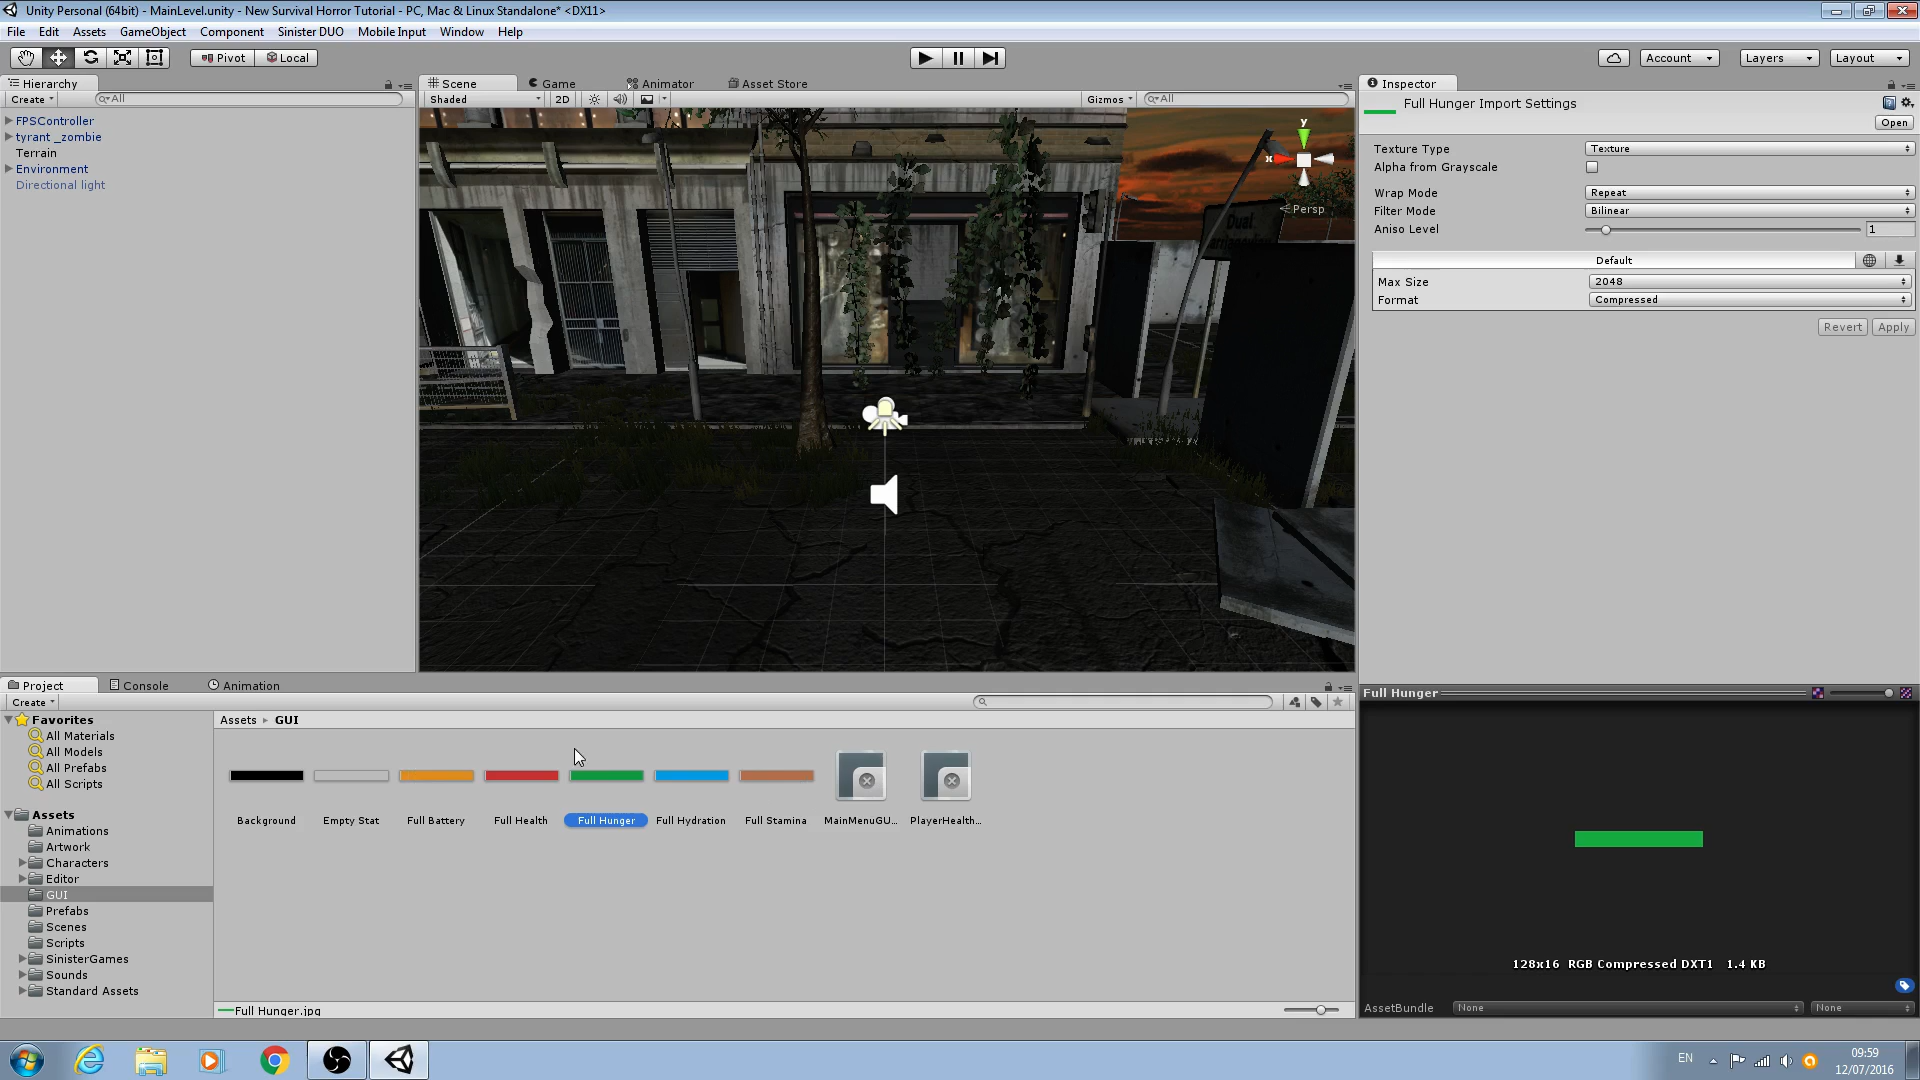 Unity Personal (64bit) - MainLevel.unity - New Survival Horror Tutorial - PC, Mac & Linux Standalone* <DX11>
File Edit Assets GameObject Component Sinister DUO Mobile Input Window Help
Pivot Local
Account Layers Layout
Hierarchy
Create All
FPSController
tyrant _zombie
Terrain
Environment
Directional light
Scene Game Animator Asset Store
Shaded 2D Gizmos All
y
x
Persp
Dual
Inspector
Full Hunger Import Settings
Open
Texture Type Texture
Alpha from Grayscale
Wrap Mode Repeat
Filter Mode Bilinear
Aniso Level 1
Default
Max Size 2048
Format Compressed
Revert Apply
Project Console Animation
Create
Favorites
All Materials
All Models
All Prefabs
All Scripts
Assets
Animations
Artwork
Characters
Editor
GUI
Prefabs
Scenes
Scripts
SinisterGames
Sounds
Standard Assets
Assets GUI
Background Empty Stat Full Battery Full Health Full Hunger Full Hydration Full Stamina MainMenuGU... PlayerHealth...
Full Hunger.jpg
Full Hunger
128x16 RGB Compressed DXT1 1.4 KB
AssetBundle None None
EN
09:59
12/07/2016